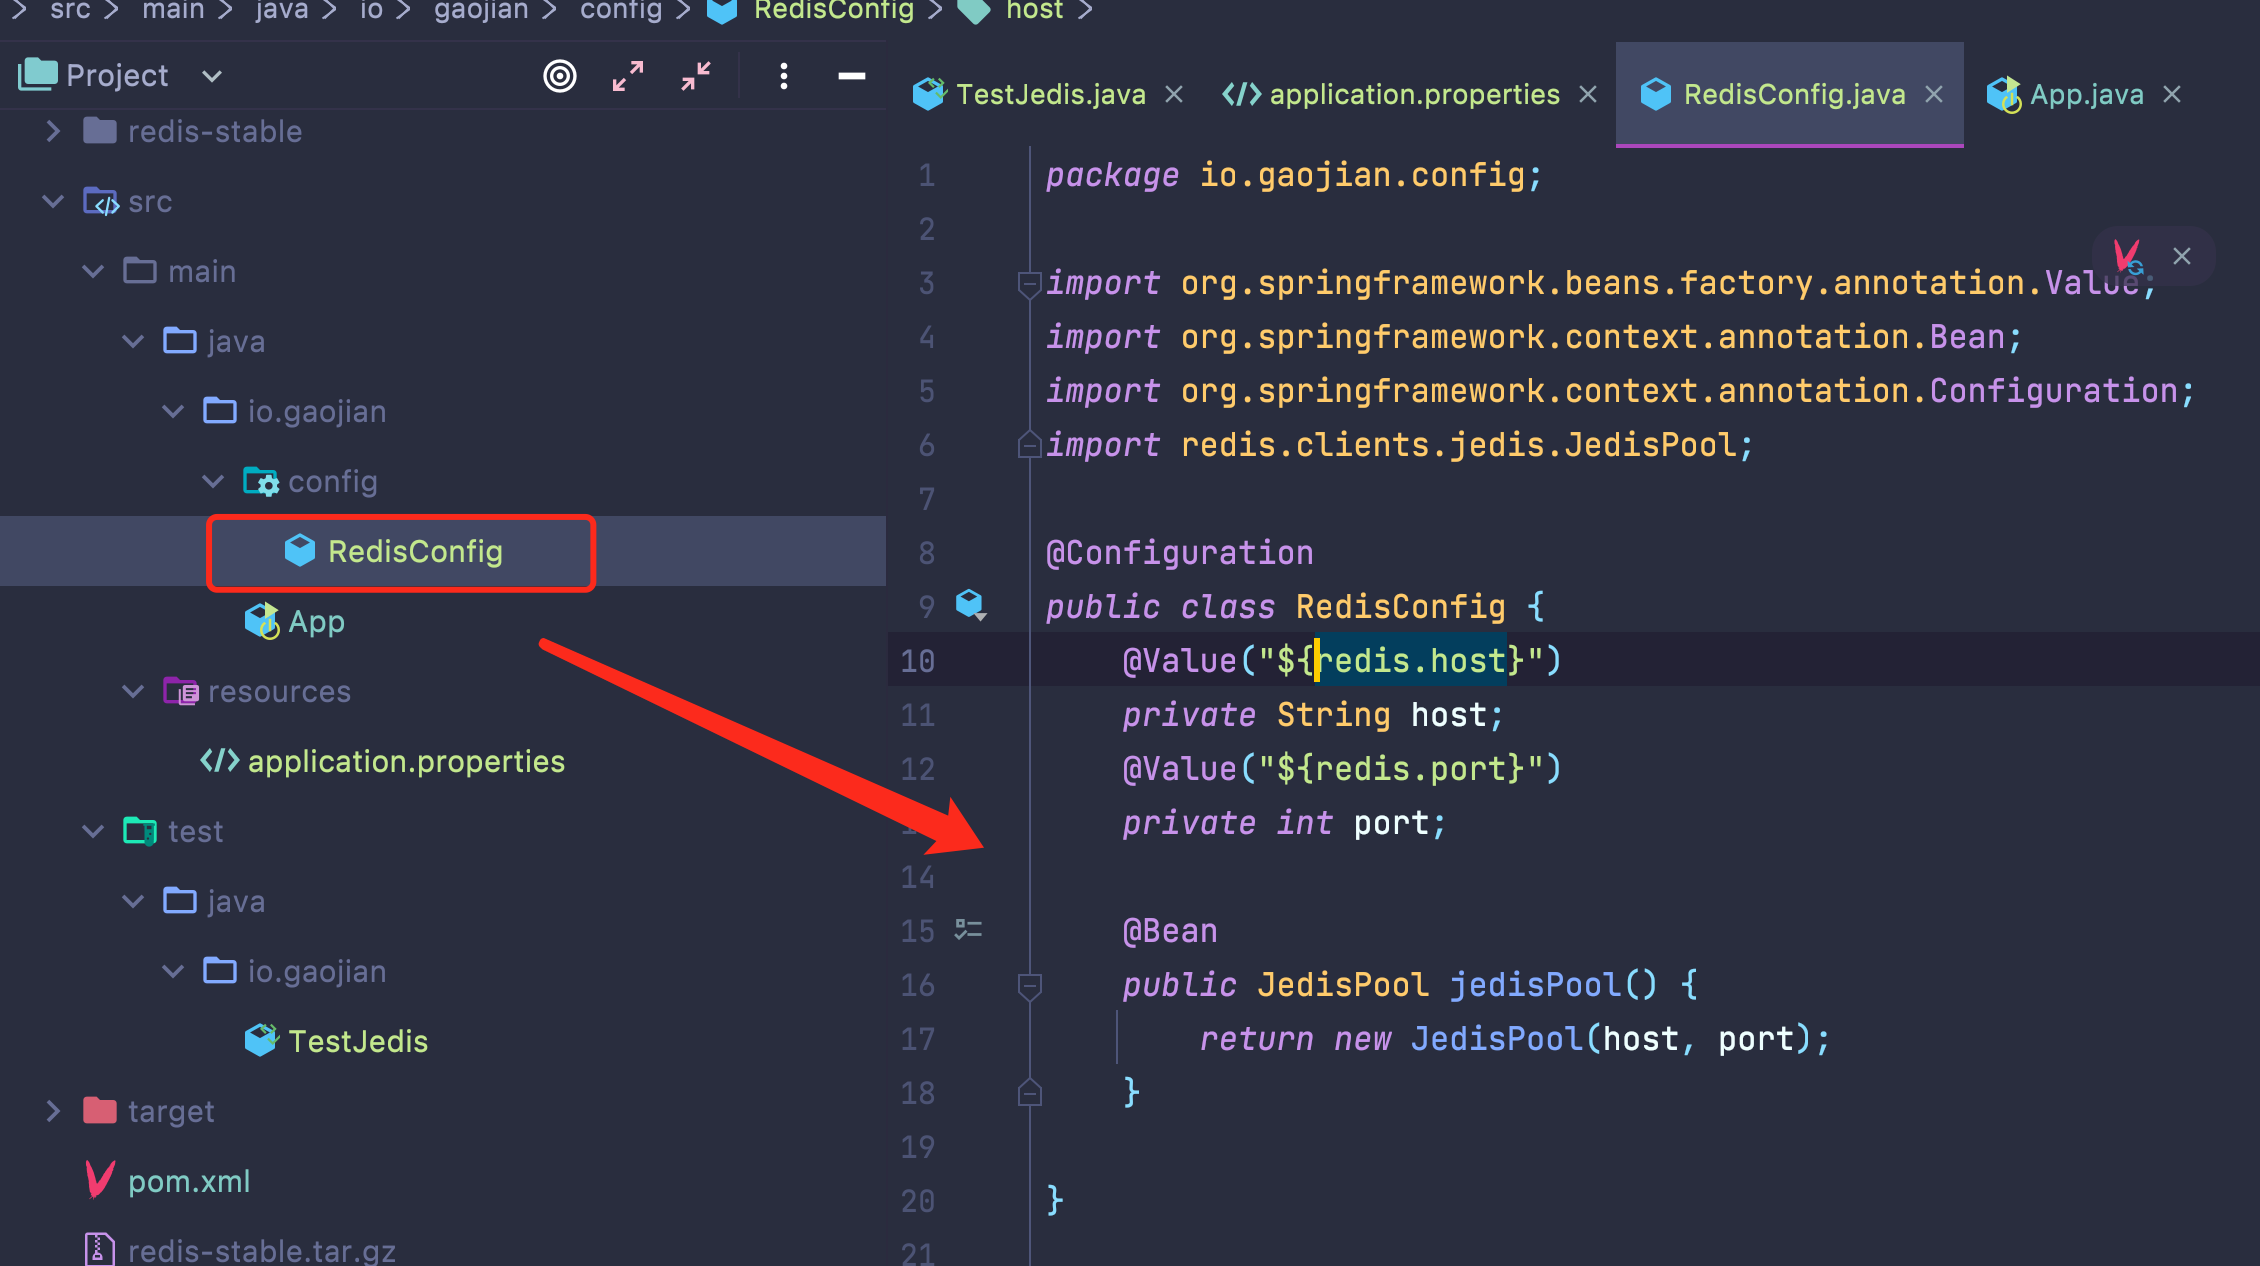 src main java io gaojian config RedisConfig host
Project
redis-stable
src
main
java
io.gaojian
config
RedisConfig
App
resources
application.properties
test
java
io.gaojian
TestJedis
target
pom.xml
redis-stable.tar.gz
TestJedis.java application.properties RedisConfig.java App.java
1 package io.gaojian.config;
2
3 import org.springframework.beans.factory.annotation.Value;
4 import org.springframework.context.annotation.Bean;
5 import org.springframework.context.annotation.Configuration;
6 import redis.clients.jedis.JedisPool;
7
8 @Configuration
9 public class RedisConfig {
10 @Value("${redis.host}")
11 private String host;
12 @Value("${redis.port}")
private int port;
14
15 @Bean
16 public JedisPool jedisPool() {
17 return new JedisPool(host, port);
18 }
19
20 }
21